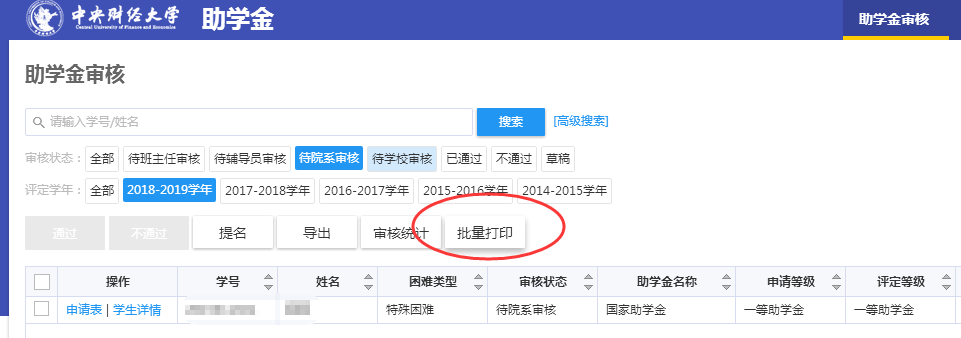 中央财经大学 助学金 助学金审核
Central University of Finance and Economics
助学金审核
请输入学号/姓名 搜索 [高级搜索]
审核状态: 全部 待班主任审核 待辅导员审核 待院系审核 待学校审核 已通过 不通过 草稿
评定学年: 全部 2018-2019学年 2017-2018学年 2016-2017学年 2015-2016学年 2014-2015学年
通过 不通过 提名 导出 审核统计 批量打印
操作 学号 姓名 困难类型 审核状态 助学金名称 申请等级 评定等级
申请表 | 学生详情 特殊困难 待院系审核 国家助学金 一等助学金 一等助学金